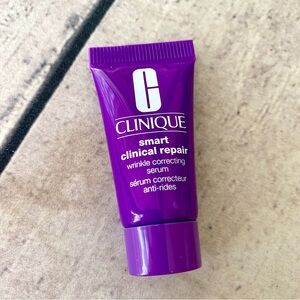 C
CLINIQUE
smart
clinical repair
wrinkle correcting
serum
sérum correcteur
anti-rides